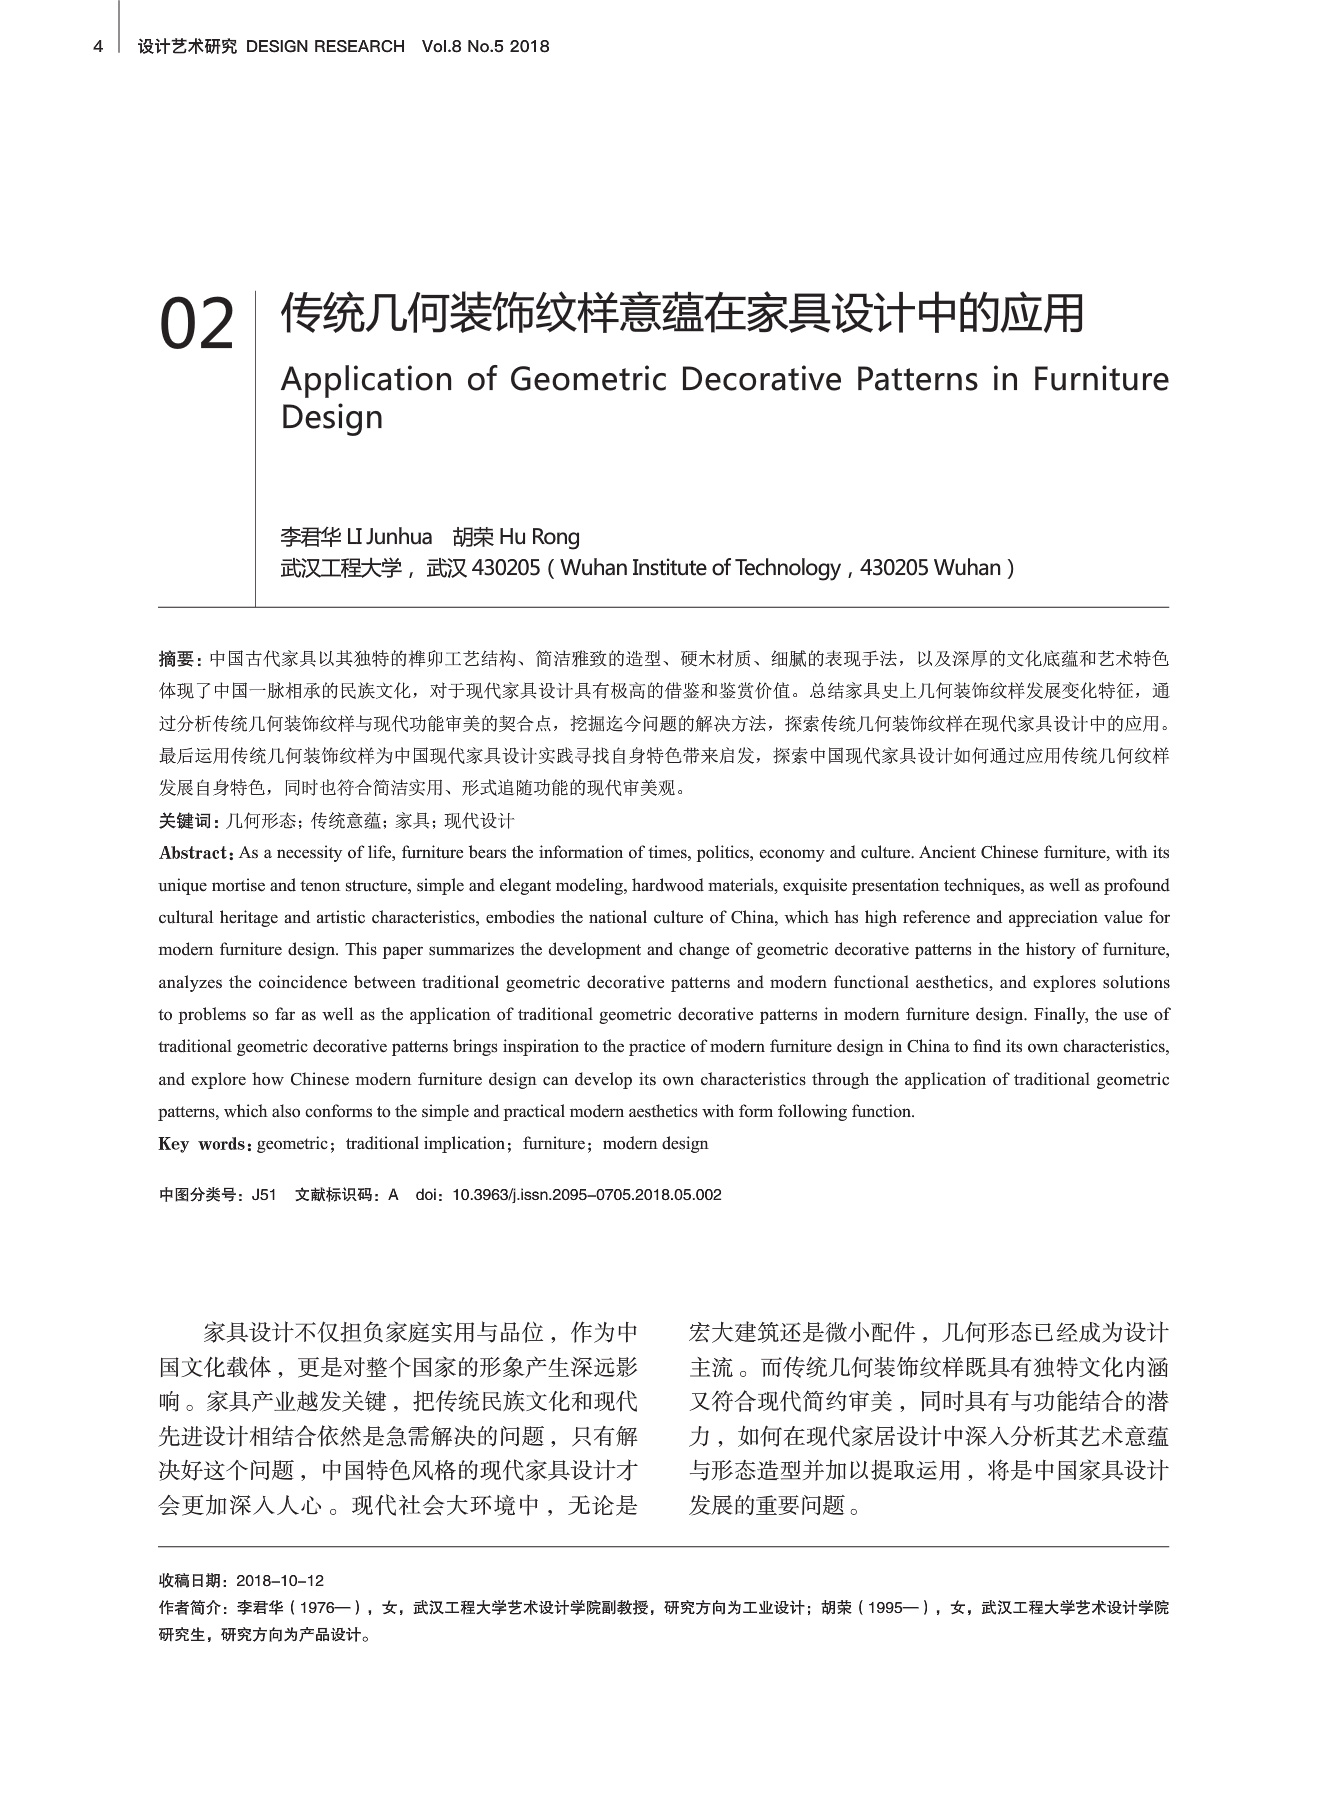 4 设计艺术研究 DESIGN RESEARCH Vol.8 No.5 2018
02
传统几何装饰纹样意蕴在家具设计中的应用
Application of Geometric Decorative Patterns in Furniture
Design
李君华 LI Junhua 胡荣 Hu Rong
武汉工程大学， 武汉 430205（Wuhan Institute of Technology，430205 Wuhan）
摘要：中国古代家具以其独特的榫卯工艺结构、简洁雅致的造型、硬木材质、细腻的表现手法，以及深厚的文化底蕴和艺术特色
体现了中国一脉相承的民族文化，对于现代家具设计具有极高的借鉴和鉴赏价值。总结家具史上几何装饰纹样发展变化特征，通
过分析传统几何装饰纹样与现代功能审美的契合点，挖掘迄今问题的解决方法，探索传统几何装饰纹样在现代家具设计中的应用。
最后运用传统几何装饰纹样为中国现代家具设计实践寻找自身特色带来启发，探索中国现代家具设计如何通过应用传统几何纹样
发展自身特色，同时也符合简洁实用、形式追随功能的现代审美观。
关键词：几何形态；传统意蕴；家具；现代设计
Abstract：As a necessity of life, furniture bears the information of times, politics, economy and culture. Ancient Chinese furniture, with its
unique mortise and tenon structure, simple and elegant modeling, hardwood materials, exquisite presentation techniques, as well as profound
cultural heritage and artistic characteristics, embodies the national culture of China, which has high reference and appreciation value for
modern furniture design. This paper summarizes the development and change of geometric decorative patterns in the history of furniture,
analyzes the coincidence between traditional geometric decorative patterns and modern functional aesthetics, and explores solutions
to problems so far as well as the application of traditional geometric decorative patterns in modern furniture design. Finally, the use of
traditional geometric decorative patterns brings inspiration to the practice of modern furniture design in China to find its own characteristics,
and explore how Chinese modern furniture design can develop its own characteristics through the application of traditional geometric
patterns, which also conforms to the simple and practical modern aesthetics with form following function.
Key words：geometric；traditional implication；furniture；modern design
中图分类号：J51 文献标识码：A doi：10.3963/j.issn.2095-0705.2018.05.002
家具设计不仅担负家庭实用与品位，作为中
国文化载体，更是对整个国家的形象产生深远影
响。家具产业越发关键，把传统民族文化和现代
先进设计相结合依然是急需解决的问题，只有解
决好这个问题，中国特色风格的现代家具设计才
会更加深入人心。现代社会大环境中，无论是
宏大建筑还是微小配件，几何形态已经成为设计
主流。而传统几何装饰纹样既具有独特文化内涵
又符合现代简约审美，同时具有与功能结合的潜
力，如何在现代家居设计中深入分析其艺术意蕴
与形态造型并加以提取运用，将是中国家具设计
发展的重要问题。
收稿日期：2018-10-12
作者简介：李君华（1976—），女，武汉工程大学艺术设计学院副教授，研究方向为工业设计；胡荣（1995—），女，武汉工程大学艺术设计学院
研究生，研究方向为产品设计。